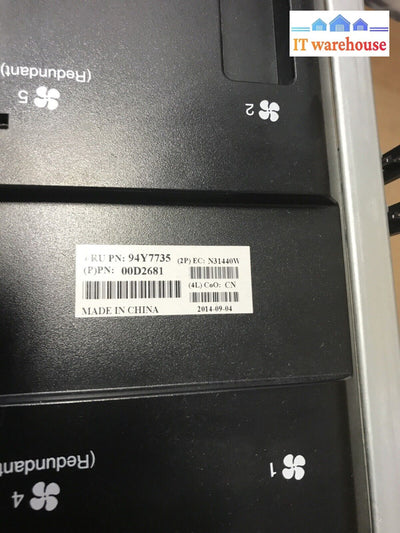 IT warehouse
(Redundant)
5
2
FRU PN: 94Y7735 (2P) EC: N31440W
(P)PN: 00D2681
(4L) CoO: CN
MADE IN CHINA 2014-09-04
(Redundant)
4
1